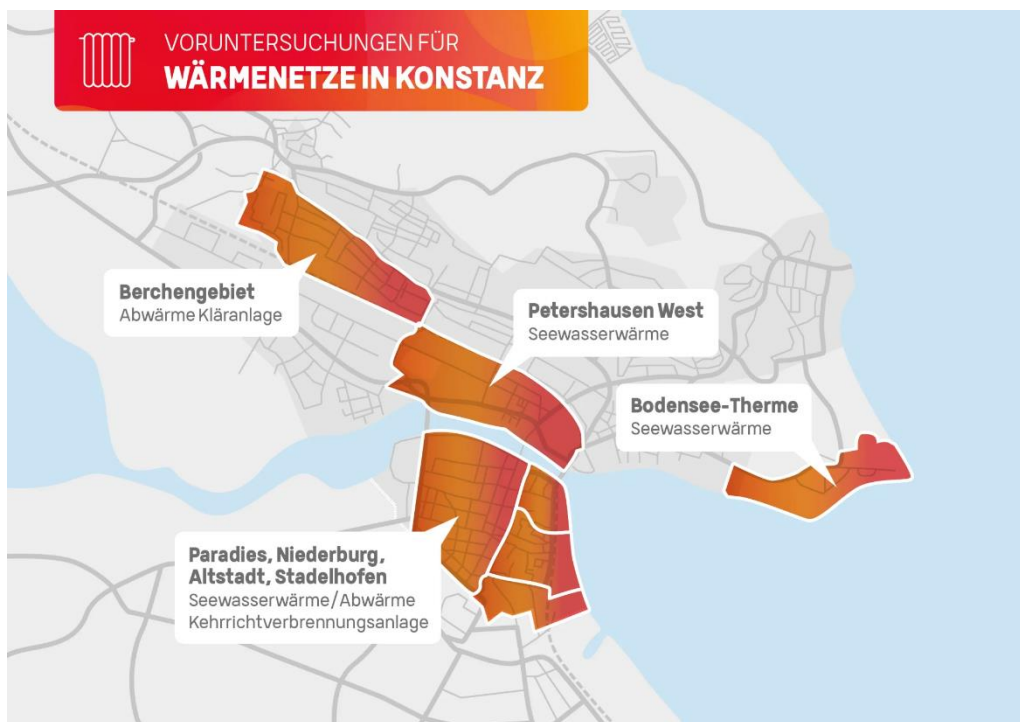 VORUNTERSUCHUNGEN FÜR
WÄRMENETZE IN KONSTANZ
Berchengebiet
Abwärme Kläranlage
Petershausen West
Seewasserwärme
Bodensee-Therme
Seewasserwärme
Paradies, Niederburg,
Altstadt, Stadelhofen
Seewasserwärme/Abwärme
Kehrrichtverbrennungsanlage